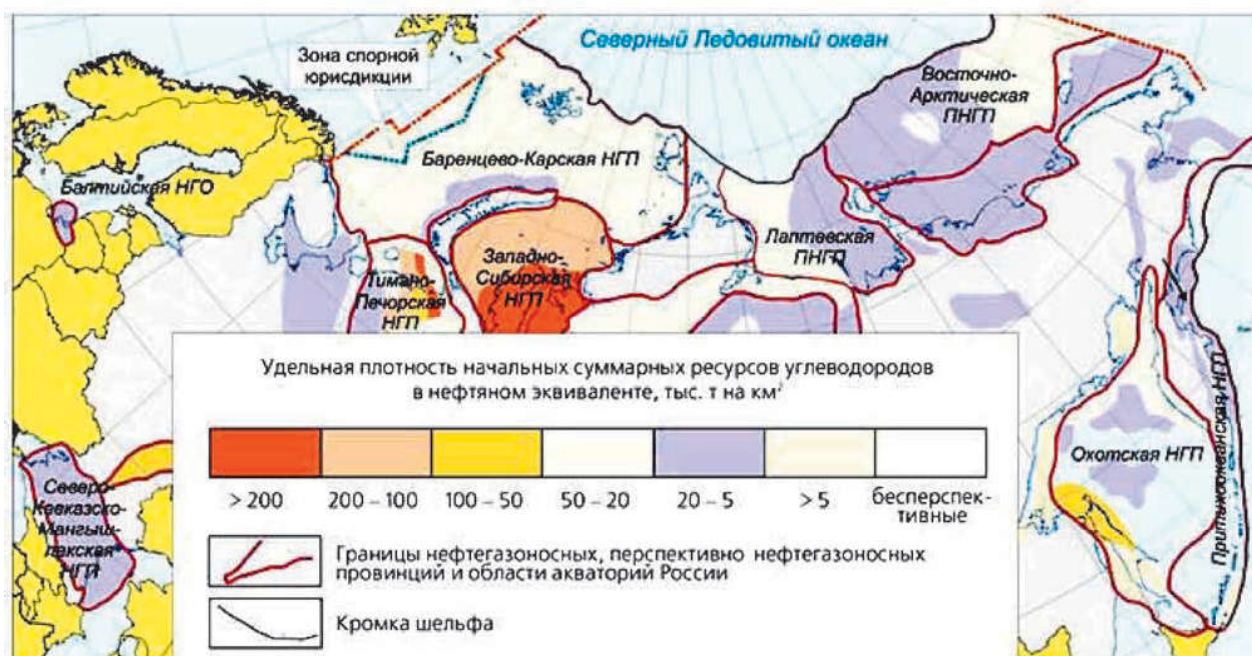 Зона спорной
юрисдикции
Северный Ледовитый океан
Восточно-
Арктическая
ПНГП
Баренцево-Карская НГП
Балтийская НГО
Лаптевская
ПНГП
Западно-
Сибирская
НГП
Тимано-
Печорская
НГП
Удельная плотность начальных суммарных ресурсов углеводородов
в нефтяном эквиваленте, тыс. т на км²
> 200
200 – 100
100 – 50
50 – 20
20 – 5
> 5
бесперспек-
тивные
Границы нефтегазоносных, перспективно нефтегазоносных
провинций и области акваторий России
Кромка шельфа
Северо-
Кавказско-
Мангыш-
лакская
НГП
Охотская НГП
Притихоокеанская НГП